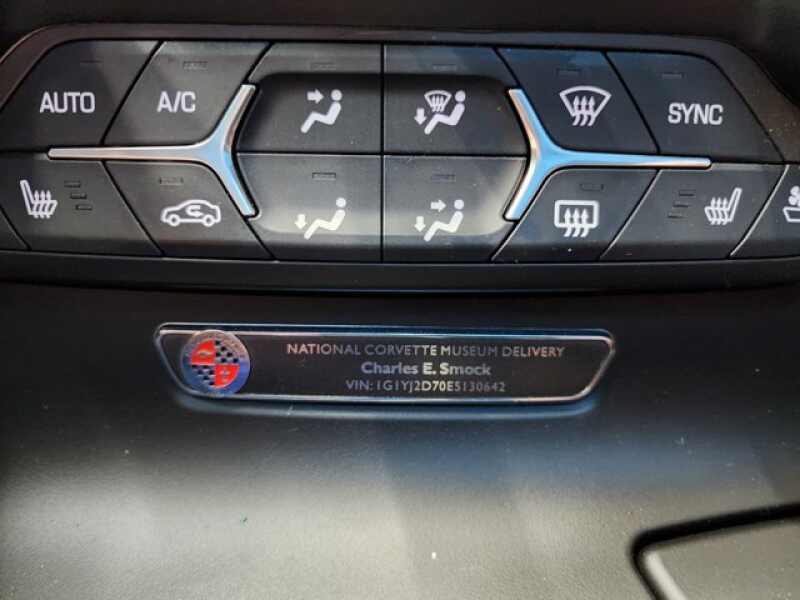 AUTO
A/C
SYNC
NATIONAL CORVETTE MUSEUM DELIVERY
Charles E. Smock
VIN: 1G1YJ2D70E5130642